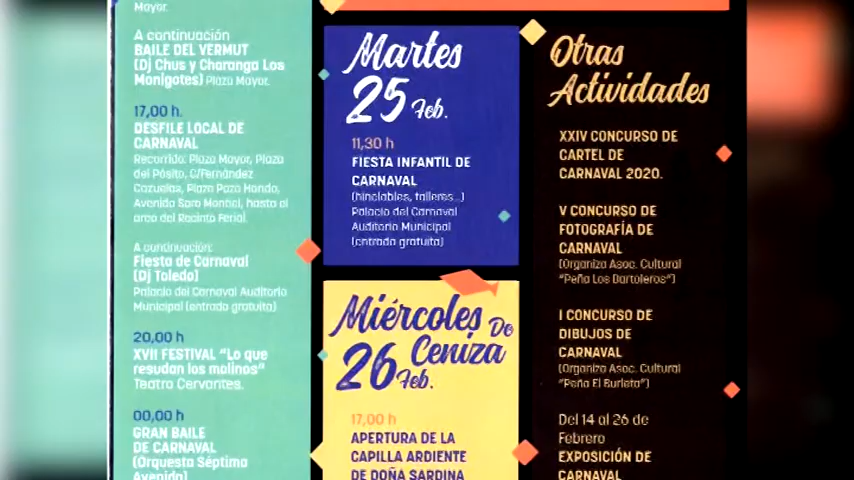 Mayor.
A continuación
BAILE DEL VERMUT
(Dj Chus y Charanga Los
Monigotes) Plaza Mayor.
17,00 h.
DESFILE LOCAL DE
CARNAVAL
Recorrido: Plaza Mayor, Plaza
del Pósito, C/Fernández
Cazuelas, Plaza Pozo Hondo,
Avenida Sara Montiel, hasta el
arco del Recinto Ferial.
A continuación:
Fiesta de Carnaval
(Dj Toledo)
Palacio del Carnaval Auditorio
Municipal (entrada gratuita)
20,00 h
XVII FESTIVAL "Lo que
resudan los molinos"
Teatro Cervantes.
00,00 h
GRAN BAILE
DE CARNAVAL
(Orquesta Séptima
Avenida)
Martes
25 Feb.
11,30 h
FIESTA INFANTIL DE
CARNAVAL
(hinclables, talleres...)
Palacio del Carnaval
Auditorio Municipal
(entrada gratuita)
Miércoles De
Ceniza
26 Feb.
17,00 h
APERTURA DE LA
CAPILLA ARDIENTE
DE DOÑA SARDINA
Otras
Actividades
XXIV CONCURSO DE
CARTEL DE
CARNAVAL 2020.
V CONCURSO DE
FOTOGRAFÍA DE
CARNAVAL
(Organiza Asoc. Cultural
"Peña Los Bartoleros")
I CONCURSO DE
DIBUJOS DE
CARNAVAL
(Organiza Asoc. Cultural
"Peña El Burleta")
Del 14 al 26 de
Febrero
EXPOSICIÓN DE
CARNAVAL